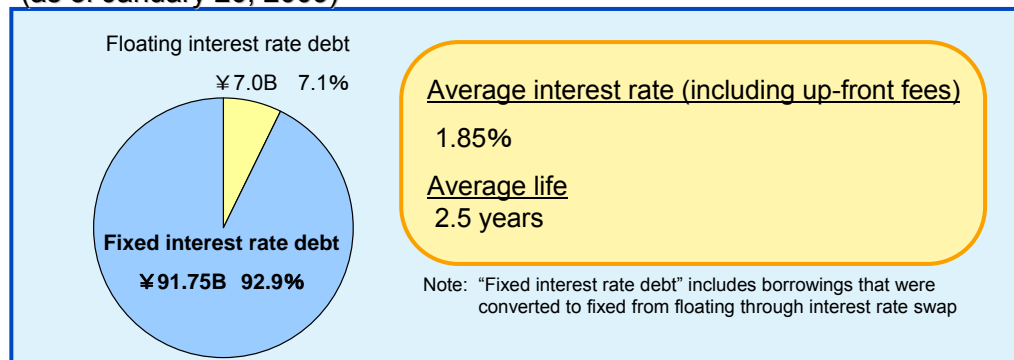 Floating interest rate debt
¥7.0B 7.1%
Fixed interest rate debt
¥91.75B 92.9%
Average interest rate (including up-front fees)
1.85%
Average life
2.5 years
Note: “Fixed interest rate debt” includes borrowings that were
converted to fixed from floating through interest rate swap